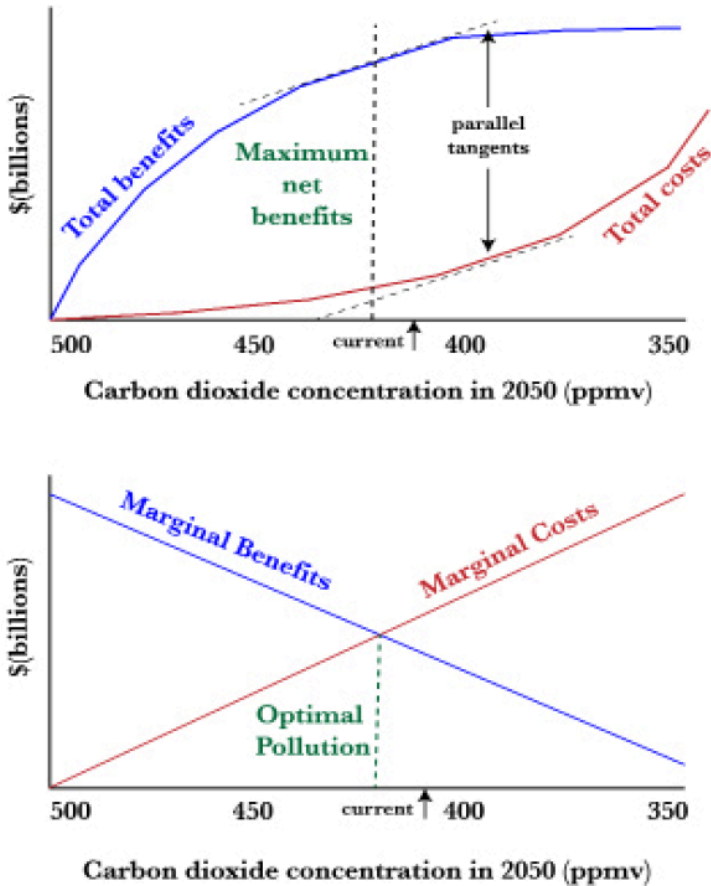 $(billions)
Total benefits
Maximum
net
benefits
parallel
tangents
Total costs
500 450 current 400 350
Carbon dioxide concentration in 2050 (ppmv)
$(billions)
Marginal Benefits
Marginal Costs
Optimal
Pollution
500 450 current 400 350
Carbon dioxide concentration in 2050 (ppmv)